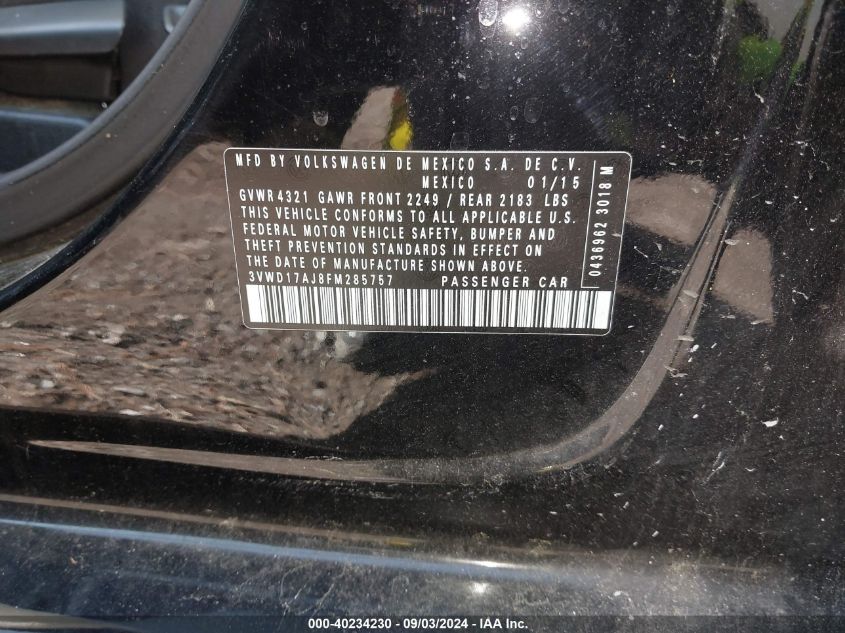 MFD BY VOLKSWAGEN DE MEXICO S.A. DE C.V.
MEXICO 01/15
GVWR 4321 GAWR FRONT 2249 / REAR 2183 LBS
THIS VEHICLE CONFORMS TO ALL APPLICABLE U.S.
FEDERAL MOTOR VEHICLE SAFETY, BUMPER AND
THEFT PREVENTION STANDARDS IN EFFECT ON
THE DATE OF MANUFACTURE SHOWN ABOVE.
3VWD17AJ8FM285757 PASSENGER CAR
0436962 3018 M
000-40234230 - 09/03/2024 - IAA Inc.